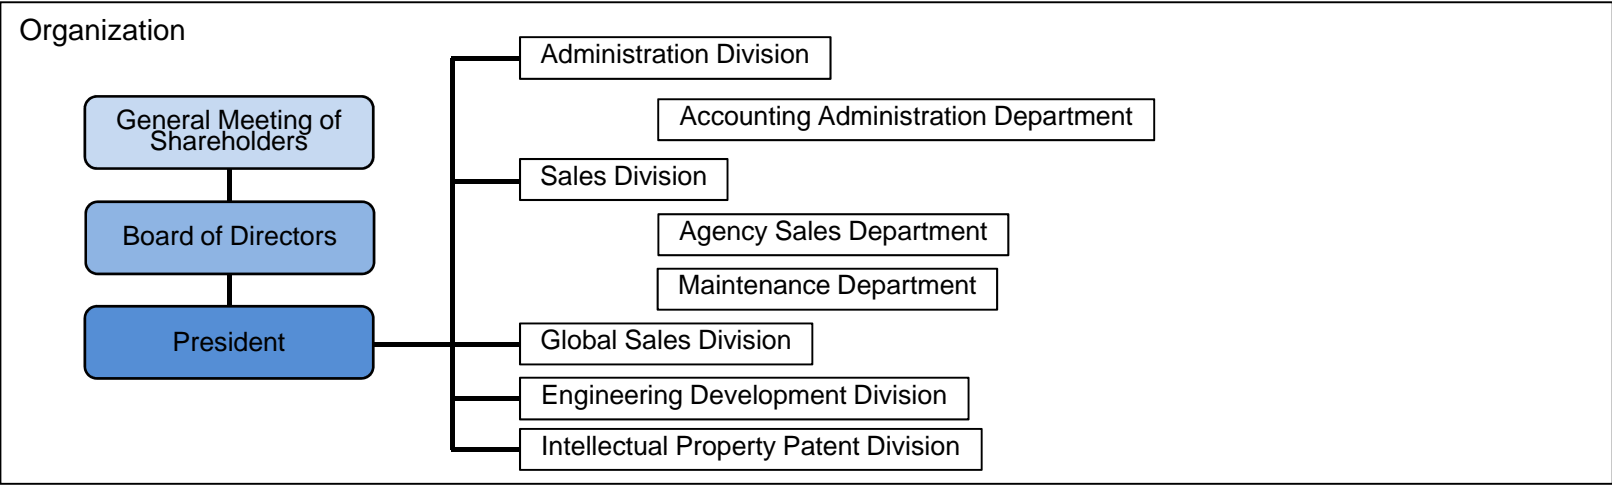 Organization
General Meeting of
Shareholders
Board of Directors
President
Administration Division
Accounting Administration Department
Sales Division
Agency Sales Department
Maintenance Department
Global Sales Division
Engineering Development Division
Intellectual Property Patent Division